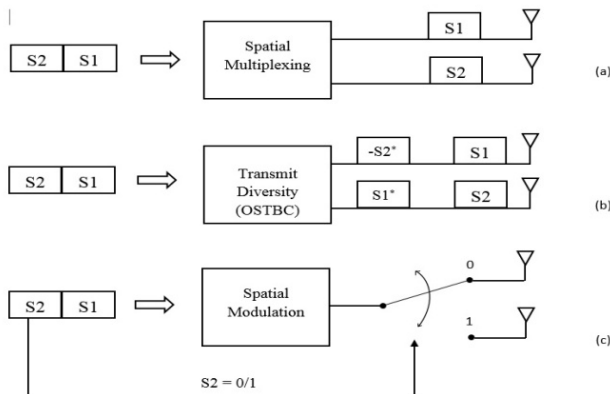 S2 S1
Spatial
Multiplexing
S1
S2
(a)
S2 S1
Transmit
Diversity
(OSTBC)
-S2* S1
S1* S2
(b)
S2 S1
Spatial
Modulation
0
1
(c)
S2 = 0/1